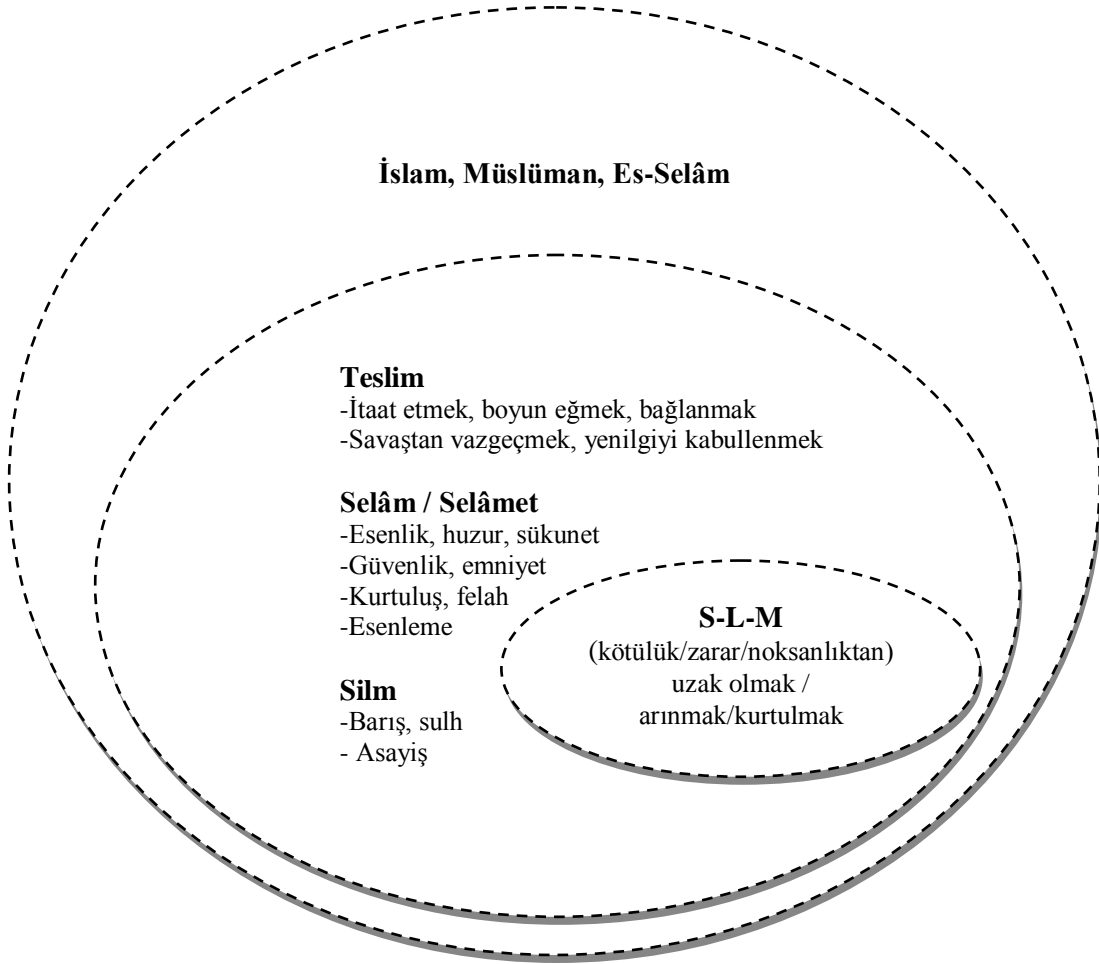 İslam, Müslüman, Es-Selâm
Teslim
-İtaat etmek, boyun eğmek, bağlanmak
-Savaştan vazgeçmek, yenilgiyi kabullenmek
Selâm / Selâmet
-Esenlik, huzur, sükunet
-Güvenlik, emniyet
-Kurtuluş, felah
-Esenleme
Silm
-Barış, sulh
- Asayiş
S-L-M
(kötülük/zarar/noksanlıktan)
uzak olmak /
arınmak/kurtulmak